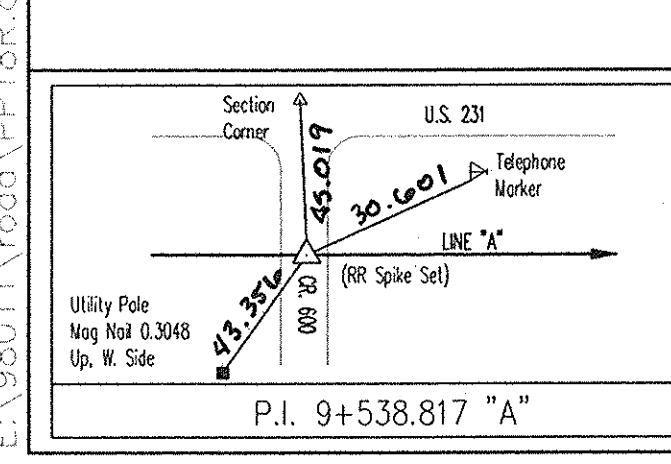 Section
Corner
U.S. 231
45.019
30.601
Telephone
Marker
LINE "A"
(RR Spike Set)
CR. 600
43.356
Utility Pole
Mag Nail 0.3048
Up, W. Side
P.I. 9+538.817 "A"